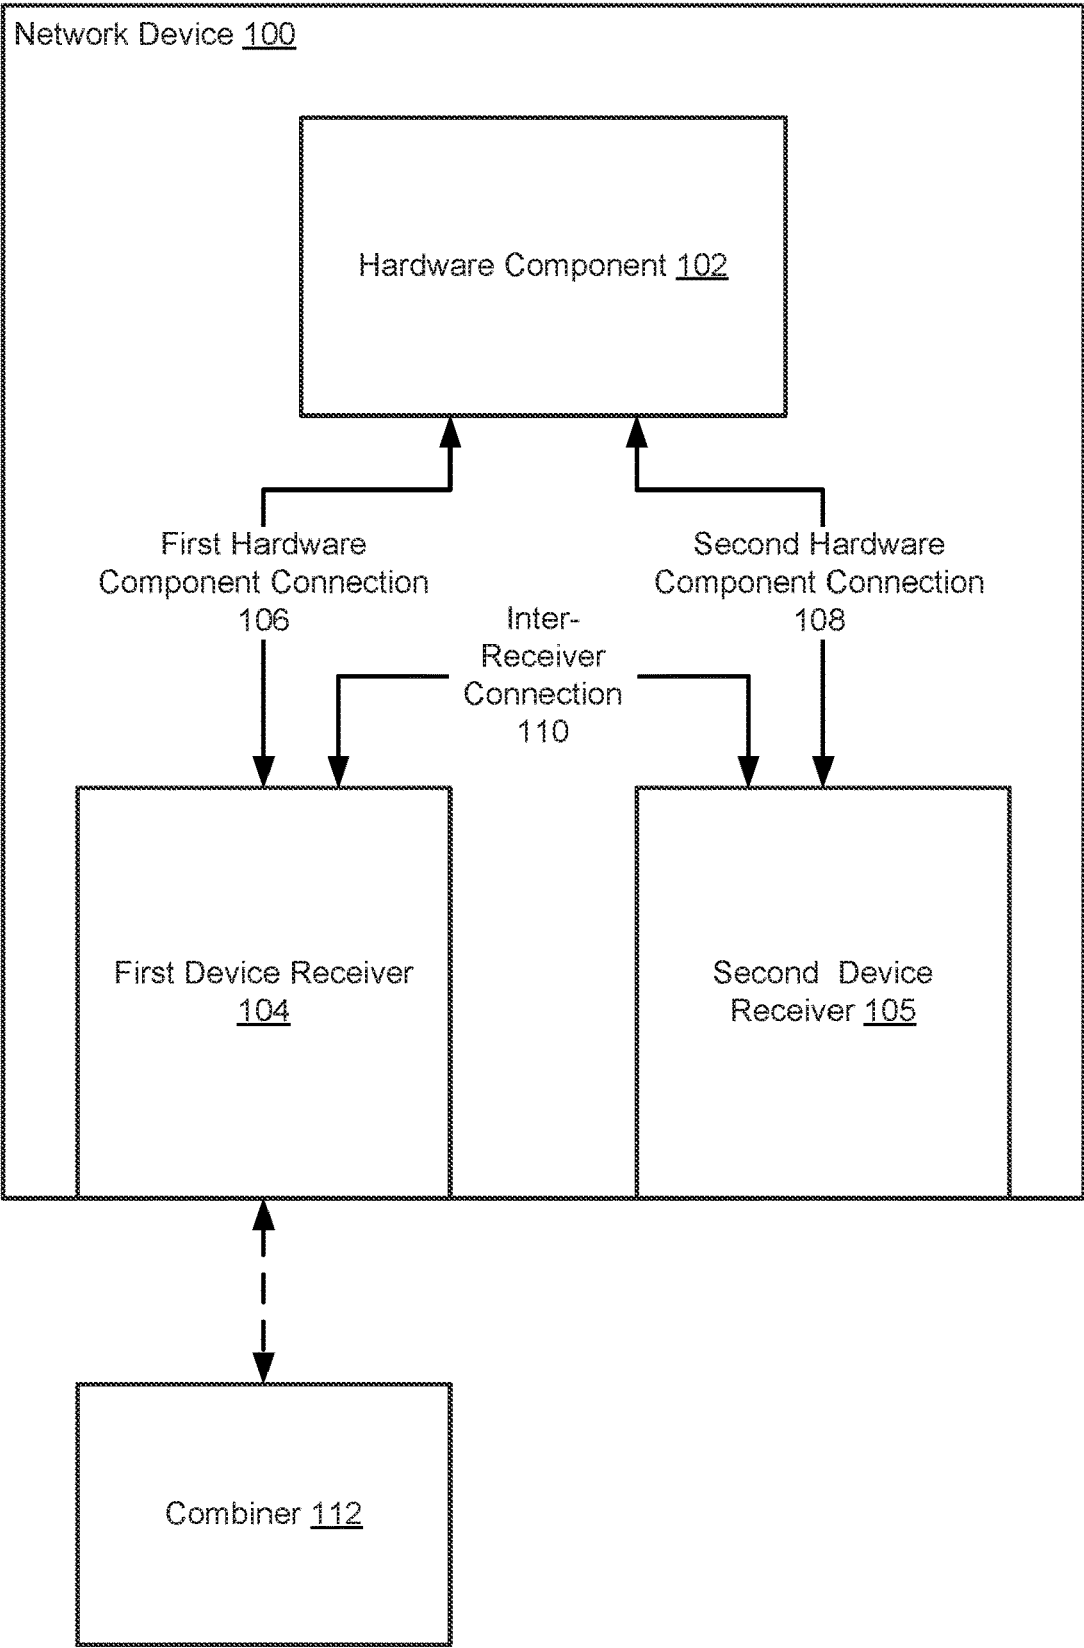 Network Device 100
Hardware Component 102
First Hardware
Component Connection
106
Second Hardware
Component Connection
108
Inter-
Receiver
Connection
110
First Device Receiver
104
Second Device
Receiver 105
Combiner 112